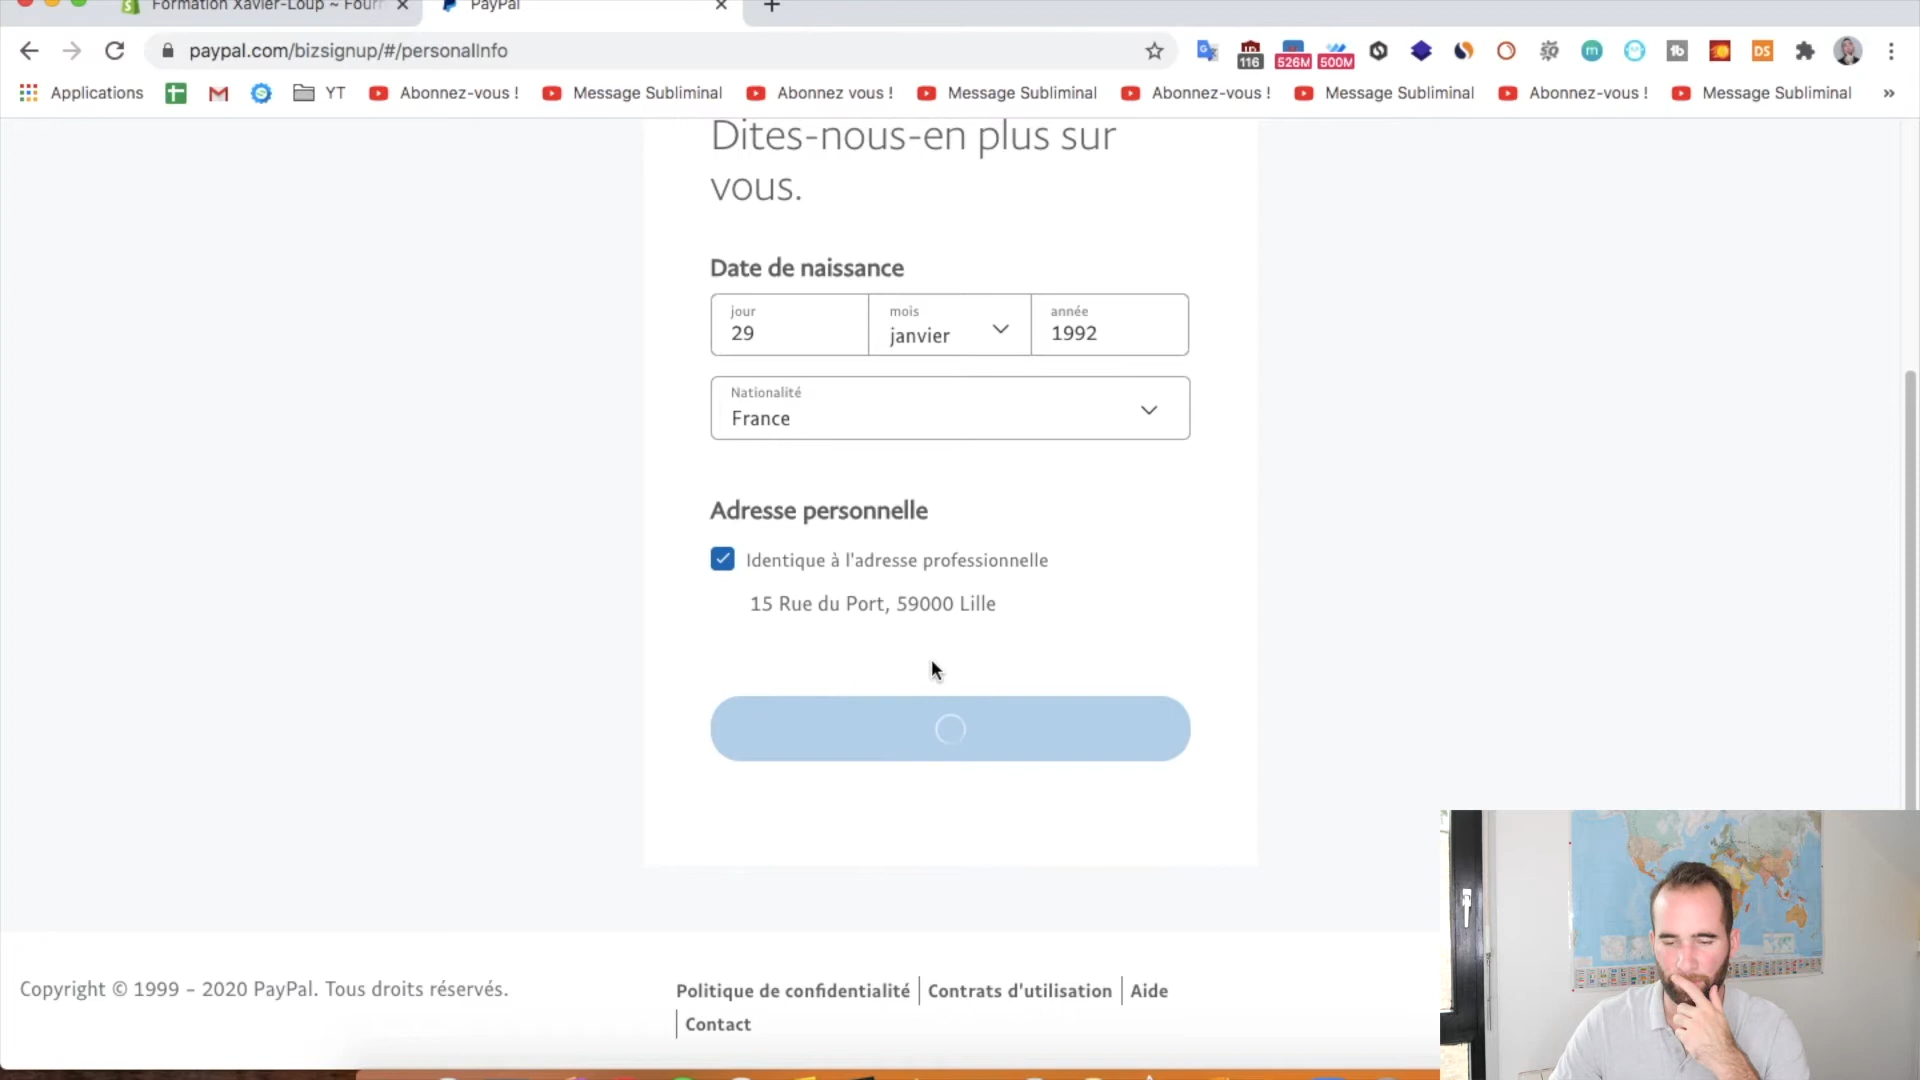 Formation Xavier-Loup ~ Fourn
PayPal
paypal.com/bizsignup/#/personalInfo
116 526M 500M
Applications YT Abonnez-vous ! Message Subliminal Abonnez vous ! Message Subliminal Abonnez-vous ! Message Subliminal Abonnez-vous ! Message Subliminal »
Dites-nous-en plus sur
vous.
Date de naissance
jour mois année
29 janvier 1992
Nationalité
France
Adresse personnelle
Identique à l'adresse professionnelle
15 Rue du Port, 59000 Lille
Copyright © 1999 - 2020 PayPal. Tous droits réservés.
Politique de confidentialité Contrats d'utilisation Aide
Contact